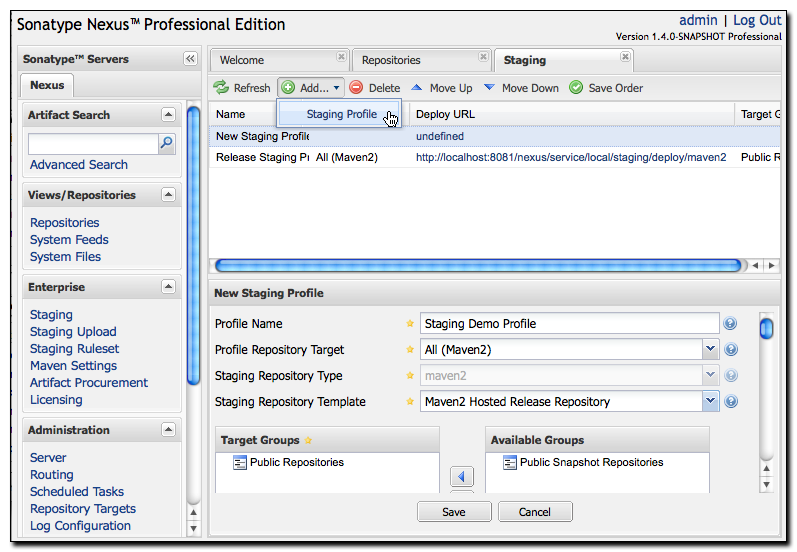 Sonatype Nexus™ Professional Edition
admin | Log Out
Version 1.4.0-SNAPSHOT Professional
Sonatype™ Servers
Nexus
Artifact Search
Advanced Search
Views/Repositories
Repositories
System Feeds
System Files
Enterprise
Staging
Staging Upload
Staging Ruleset
Maven Settings
Artifact Procurement
Licensing
Administration
Server
Routing
Scheduled Tasks
Repository Targets
Log Configuration
Welcome Repositories Staging
Refresh Add... Delete Move Up Move Down Save Order
Staging Profile
Name Deploy URL Target G
New Staging Profile undefined
Release Staging Pr All (Maven2) http://localhost:8081/nexus/service/local/staging/deploy/maven2 Public R
New Staging Profile
Profile Name Staging Demo Profile
Profile Repository Target All (Maven2)
Staging Repository Type maven2
Staging Repository Template Maven2 Hosted Release Repository
Target Groups Available Groups
Public Repositories Public Snapshot Repositories
Save Cancel